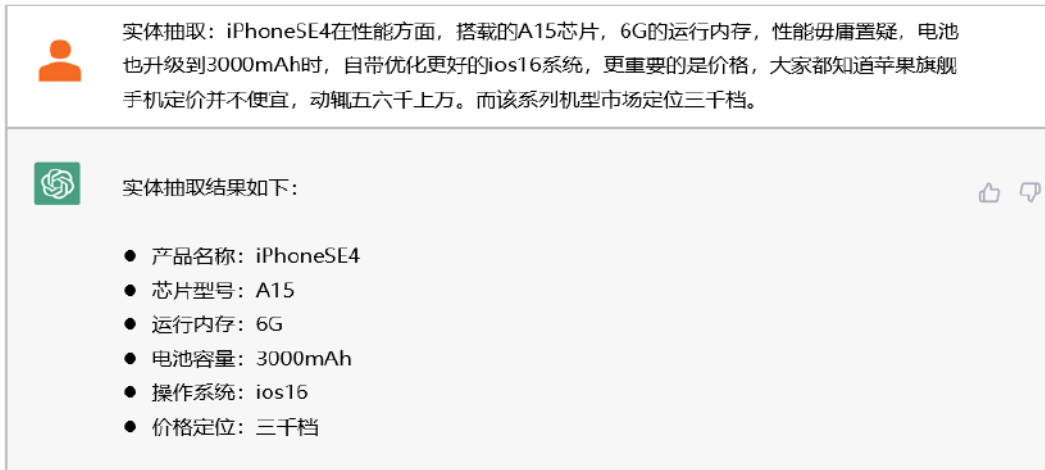 实体抽取：iPhoneSE4在性能方面，搭载的A15芯片，6G的运行内存，性能毋庸置疑，电池
也升级到3000mAh时，自带优化更好的ios16系统，更重要的是价格，大家都知道苹果旗舰
手机定价并不便宜，动辄五六千上万。而该系列机型市场定位三千档。
实体抽取结果如下：
● 产品名称：iPhoneSE4
● 芯片型号：A15
● 运行内存：6G
● 电池容量：3000mAh
● 操作系统：ios16
● 价格定位：三千档